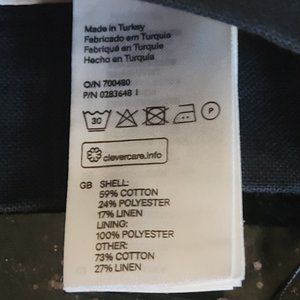 Made in Turkey
Fabricado em Turquia
Fabriqué en Turquie
Hecho en Turquía
O/N 700480
P/N 0283648 1
30
P
clevercare.info
GB SHELL:
59% COTTON
24% POLYESTER
17% LINEN
LINING:
100% POLYESTER
OTHER:
73% COTTON
27% LINEN